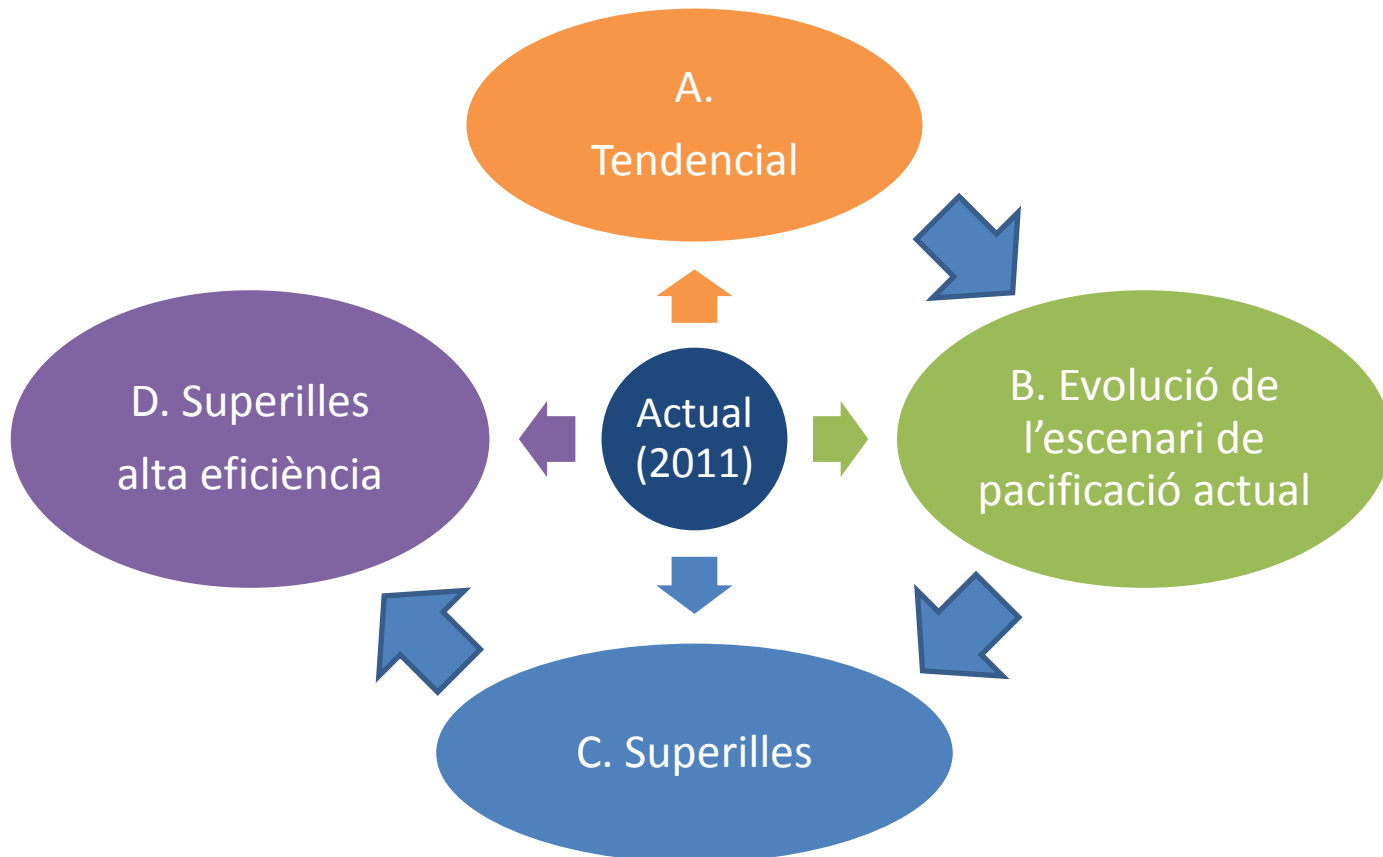 A.
Tendencial
D. Superilles
alta eficiència
Actual
(2011)
B. Evolució de
l’escenari de
pacificació actual
C. Superilles